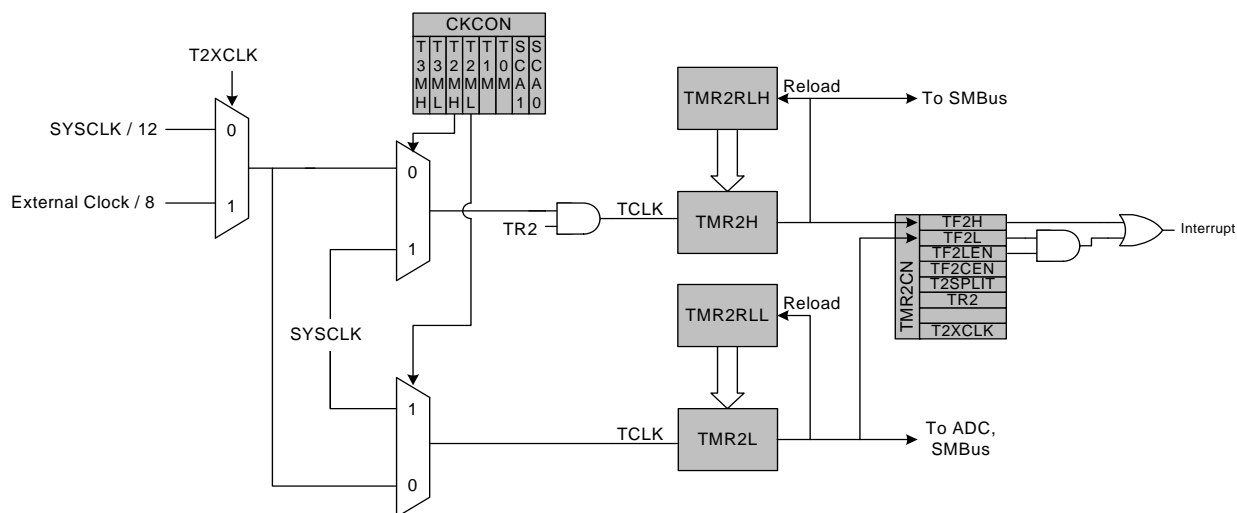 CKCON
T3MH
T3ML
T2MH
T2ML
T1M
T0M
SCA1
SCA0
T2XCLK
0
1
SYSCLK / 12
External Clock / 8
0
1
SYSCLK
1
0
TR2
TCLK
TMR2RLH
Reload
To SMBus
TMR2H
TCLK
TMR2RLL
Reload
TMR2L
To ADC,
SMBus
TMR2CN
TF2H
TF2L
TF2LEN
TF2CEN
T2SPLIT
TR2
T2XCLK
Interrupt